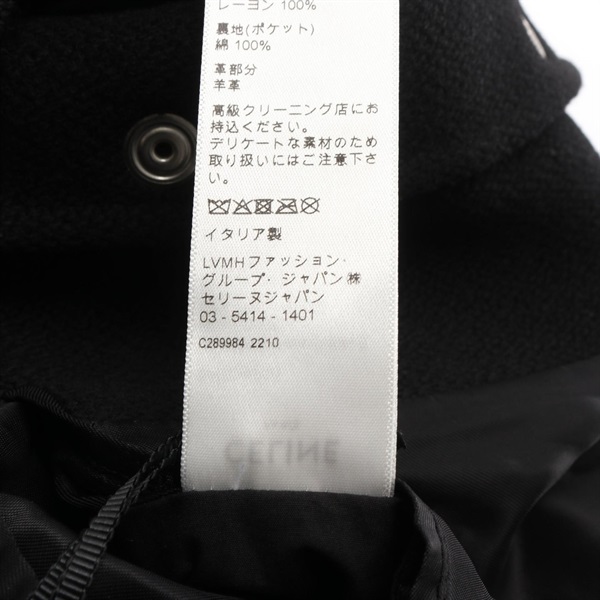 レーヨン 100%
裏地(ポケット)
綿 100%
革部分
羊革
高級クリーニング店にお
持込ください。
デリケートな素材のため
取り扱いにはご注意下さ
い。
イタリア製
LVMHファッション・
グループ・ジャパン㈱
セリーヌジャパン
03 - 5414 - 1401
C289984 2210
CELINE